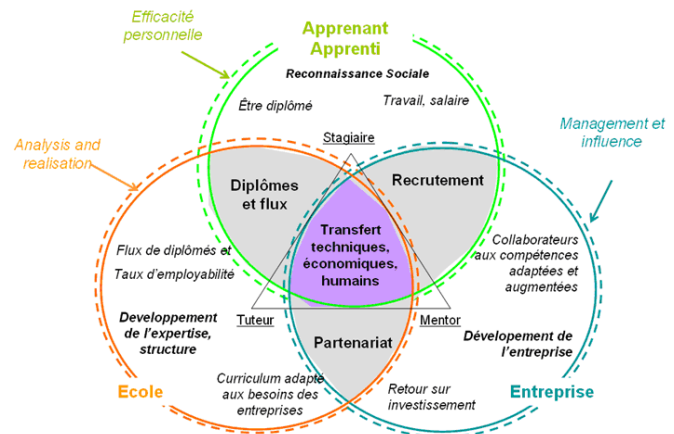 Efficacité
personnelle
Apprenant
Apprenti
Reconnaissance Sociale
Être diplômé
Travail, salaire
Stagiaire
Analysis and
realisation
Management et
influence
Diplômes
et flux
Recrutement
Transfert
techniques,
économiques,
humains
Flux de diplômés et
Taux d'employabilité
Collaborateurs
aux compétences
adaptées et
augmentées
Developpement
de l'expertise,
structure
Tuteur
Mentor
Partenariat
Dévelopement de
l'entreprise
Ecole
Curriculum adapté
aux besoins des
entreprises
Retour sur
investissement
Entreprise